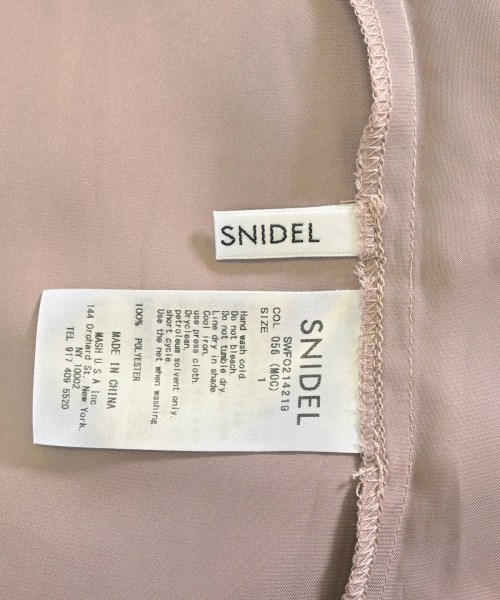 SNIDEL
SNIDEL
SWFO214219
COL 056 (MOC)
SIZE 1
Hand wash cold.
Do not bleach.
Do not tumble dry.
Line dry in shade
Cool iron.
use press cloth.
Dryclean.
petroleum solvent only.
short cycle.
Use the net when washing
100% POLYESTER
MADE IN CHINA
MASH U S A Inc
144 Orchard St. New York.
NY 10002
TEL 917 409 5520